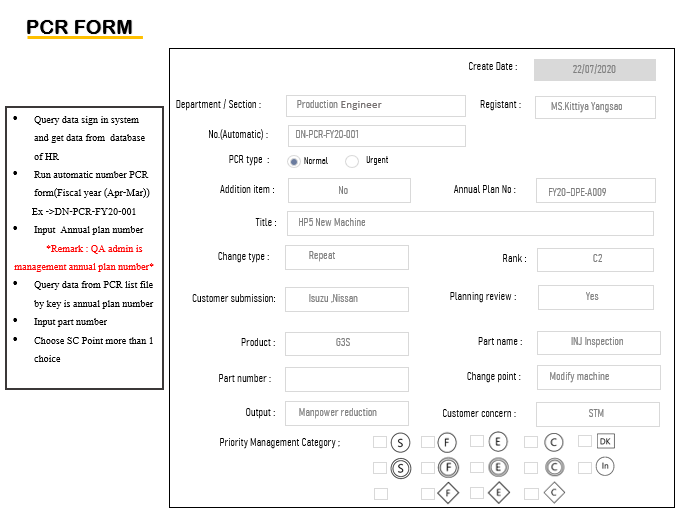 PCR FORM
• Query data sign in system
and get data from database
of HR
• Run automatic number PCR
form(Fiscal year (Apr-Mar))
Ex ->DN-PCR-FY20-001
• Input Annual plan number
*Remark : QA admin is
management annual plan number*
• Query data from PCR list file
by key is annual plan number
• Input part number
• Choose SC Point more than 1
choice
Create Date : 22/07/2020
Department / Section : Production Engineer Registant : MS.Kittiya Yangsao
No.(Automatic) : DN-PCR-FY20-001
PCR type : Normal Urgent
Addition item : No Annual Plan No : FY20-DPE-A009
Title : HP5 New Machine
Change type : Repeat Rank : C2
Customer submission: Isuzu ,Nissan Planning review : Yes
Product : G3S Part name : INJ Inspection
Part number : Change point : Modify machine
Output : Manpower reduction Customer concern : STM
Priority Management Category ; S F E C DK
S F E C In
F E C